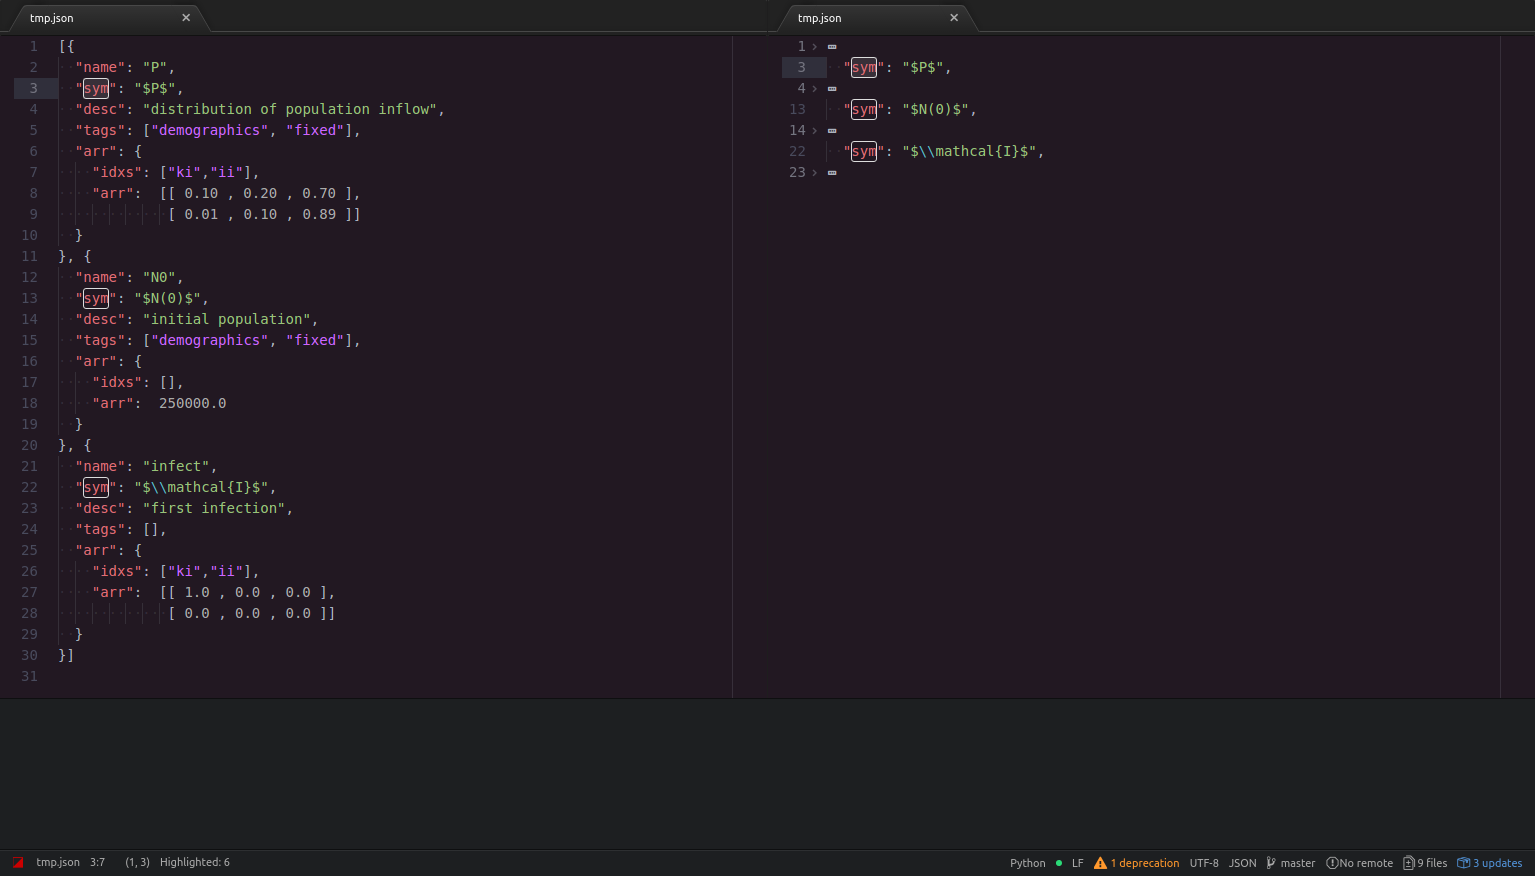 tmp.json ×
1 [{
2 "name": "P",
3 "sym": "$P$",
4 "desc": "distribution of population inflow",
5 "tags": ["demographics", "fixed"],
6 "arr": {
7 "idxs": ["ki","ii"],
8 "arr":  [[ 0.10 , 0.20 , 0.70 ],
9 [ 0.01 , 0.10 , 0.89 ]]
10 }
11 }, {
12 "name": "N0",
13 "sym": "$N(0)$",
14 "desc": "initial population",
15 "tags": ["demographics", "fixed"],
16 "arr": {
17 "idxs": [],
18 "arr":  250000.0
19 }
20 }, {
21 "name": "infect",
22 "sym": "$\\mathcal{I}$",
23 "desc": "first infection",
24 "tags": [],
25 "arr": {
26 "idxs": ["ki","ii"],
27 "arr":  [[ 1.0 , 0.0 , 0.0 ],
28 [ 0.0 , 0.0 , 0.0 ]]
29 }
30 }]
31
tmp.json ×
1 › ⋯
3 "sym": "$P$",
4 › ⋯
13 "sym": "$N(0)$",
14 › ⋯
22 "sym": "$\\mathcal{I}$",
23 › ⋯
tmp.json 3:7 (1, 3) Highlighted: 6 Python LF 1 deprecation UTF-8 JSON master No remote 9 files 3 updates